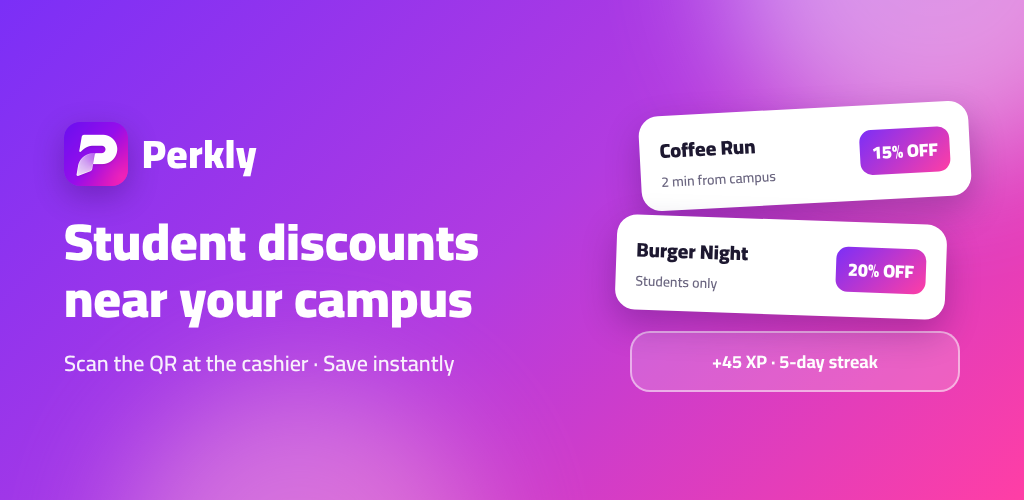 Perkly
Student discounts
near your campus
Scan the QR at the cashier · Save instantly
Coffee Run
2 min from campus
15% OFF
Burger Night
Students only
20% OFF
+45 XP · 5-day streak